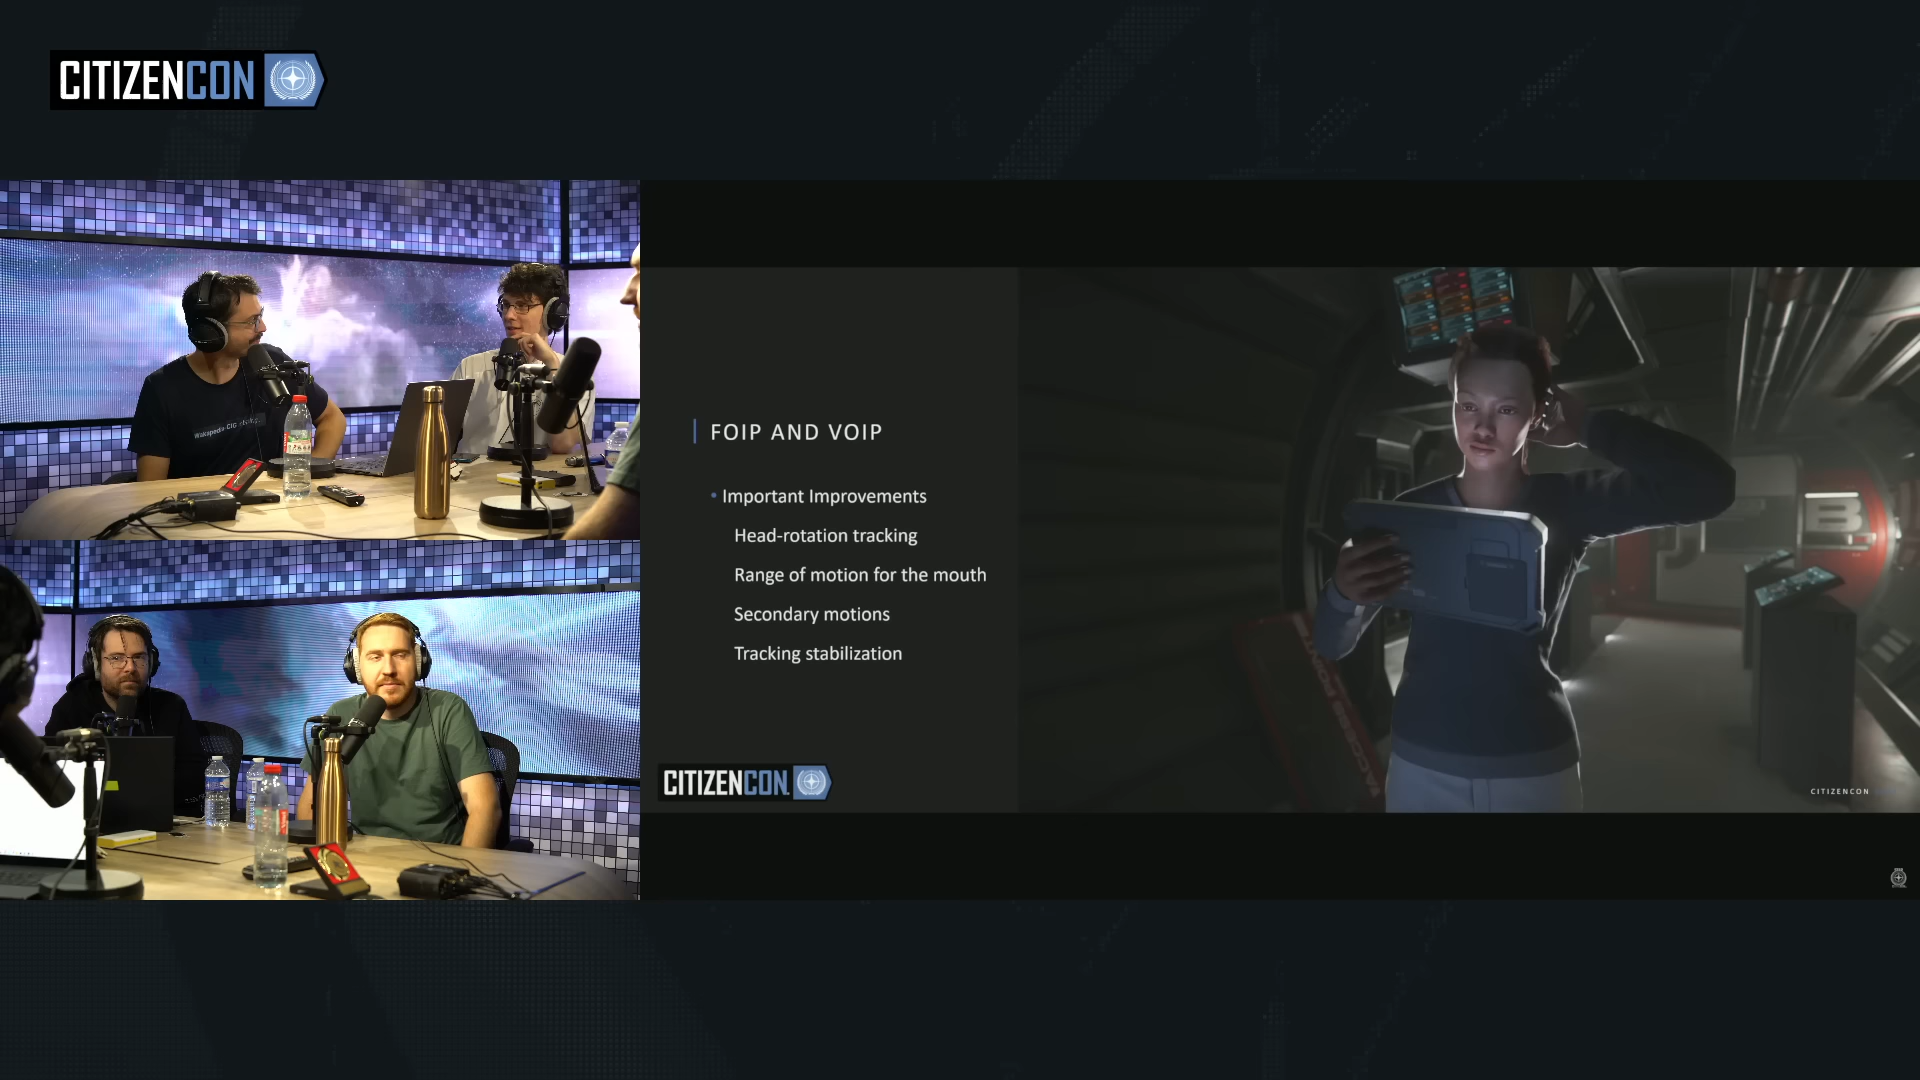 CITIZENCON
FOIP AND VOIP
• Important Improvements
Head-rotation tracking
Range of motion for the mouth
Secondary motions
Tracking stabilization
CITIZENCON
B
CITIZENCON